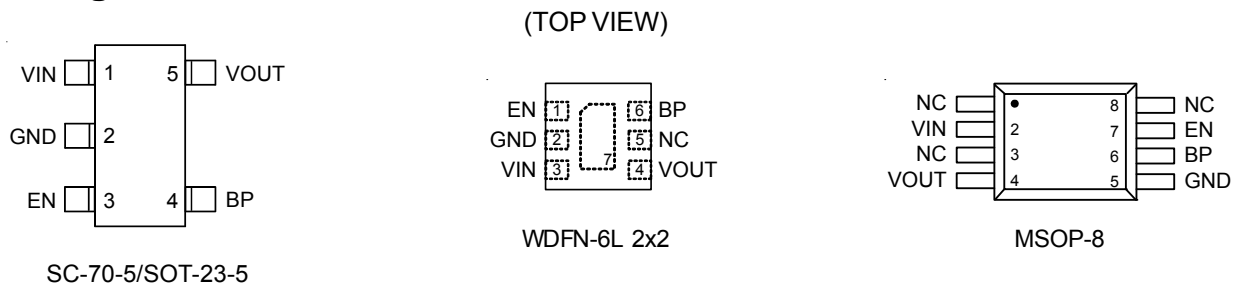 (TOP VIEW)
VIN 1 5 VOUT
GND 2
EN 3 4 BP
SC-70-5/SOT-23-5
EN 1 6 BP
GND 2 5 NC
VIN 3 7 4 VOUT
WDFN-6L 2x2
NC 8 NC
VIN 2 7 EN
NC 3 6 BP
VOUT 4 5 GND
MSOP-8